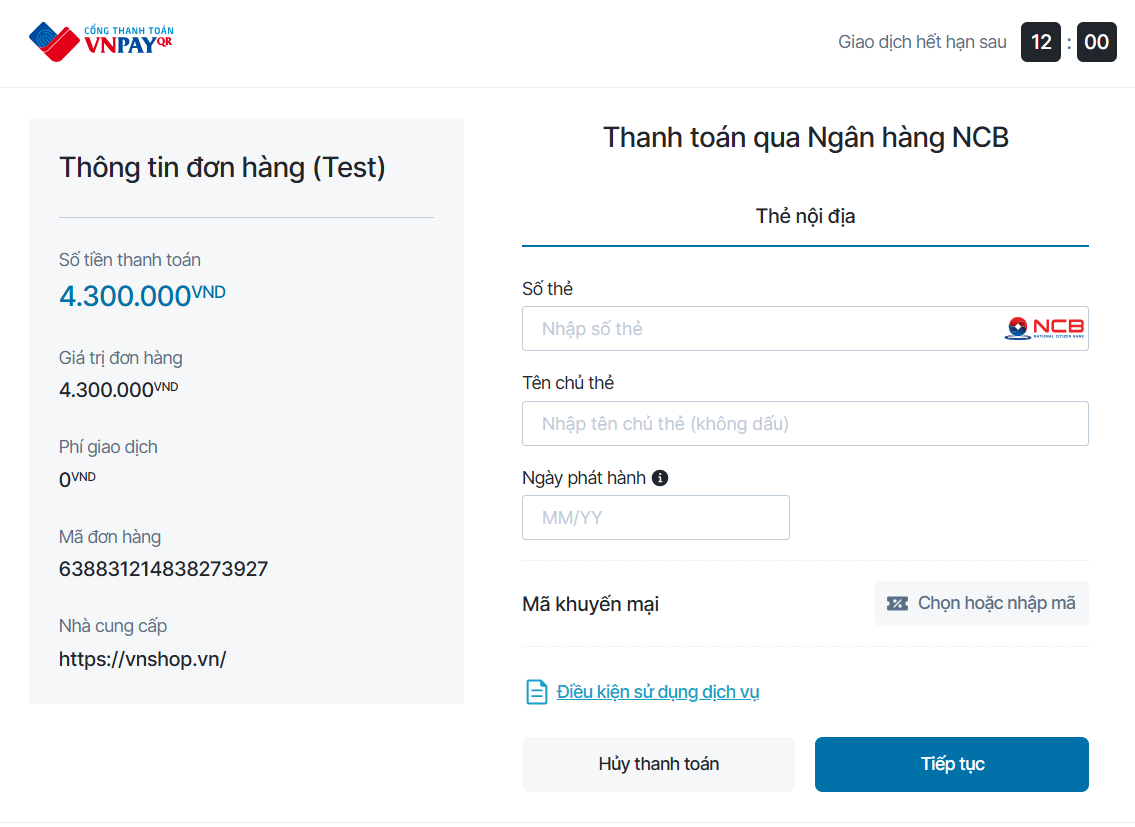 CỔNG THANH TOÁN
VNPAYQR
Giao dịch hết hạn sau 12 : 00
Thông tin đơn hàng (Test)
Số tiền thanh toán
4.300.000VND
Giá trị đơn hàng
4.300.000VND
Phí giao dịch
0VND
Mã đơn hàng
638831214838273927
Nhà cung cấp
https://vnshop.vn/
Thanh toán qua Ngân hàng NCB
Thẻ nội địa
Số thẻ
Nhập số thẻ
NCB
NATIONAL CITIZEN BANK
Tên chủ thẻ
Nhập tên chủ thẻ (không dấu)
Ngày phát hành
MM/YY
Mã khuyến mại
Chọn hoặc nhập mã
Điều kiện sử dụng dịch vụ
Hủy thanh toán
Tiếp tục